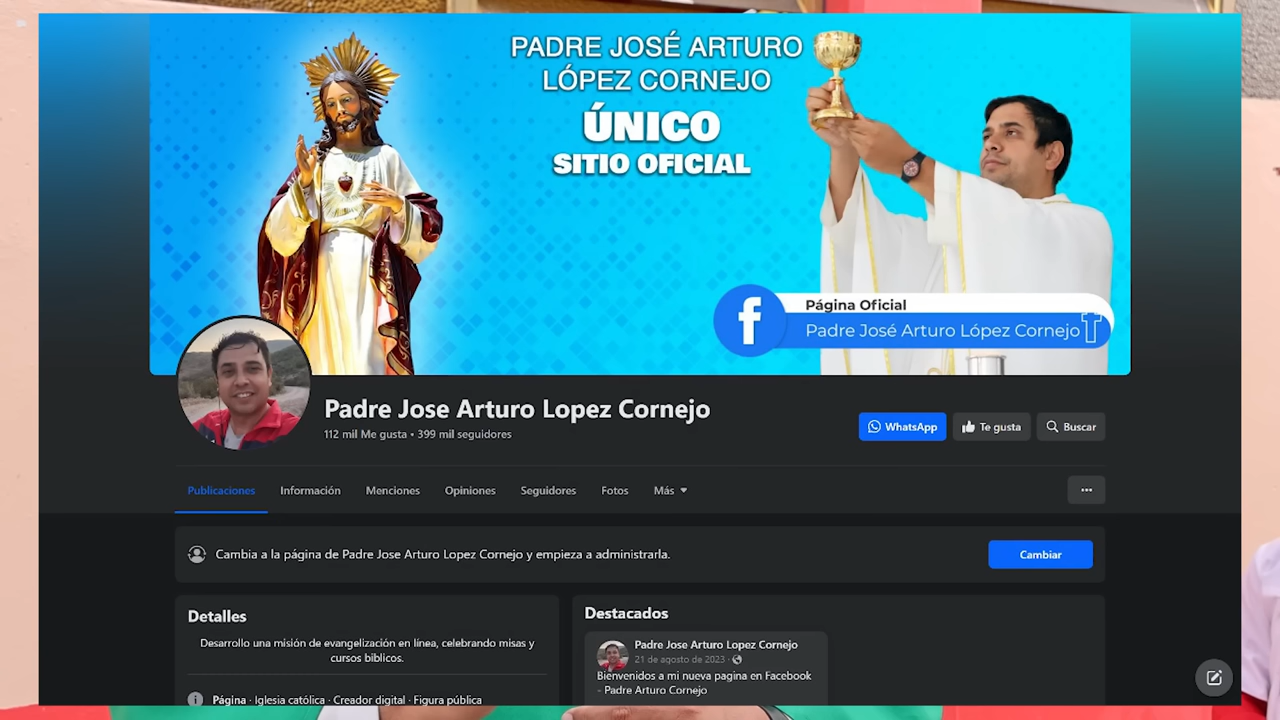 PADRE JOSÉ ARTURO
LÓPEZ CORNEJO
ÚNICO
SITIO OFICIAL
Página Oficial
Padre José Arturo López Cornejo
Padre Jose Arturo Lopez Cornejo
112 mil Me gusta • 399 mil seguidores
WhatsApp
Te gusta
Buscar
Publicaciones
Información
Menciones
Opiniones
Seguidores
Fotos
Más
Cambia a la página de Padre Jose Arturo Lopez Cornejo y empieza a administrarla.
Cambiar
Detalles
Desarrollo una misión de evangelización en línea, celebrando misas y
cursos bíblicos.
Página · Iglesia católica · Creador digital · Figura pública
Destacados
Padre Jose Arturo Lopez Cornejo
21 de agosto de 2023 ·
Bienvenidos a mi nueva pagina en Facebook
- Padre Arturo Cornejo